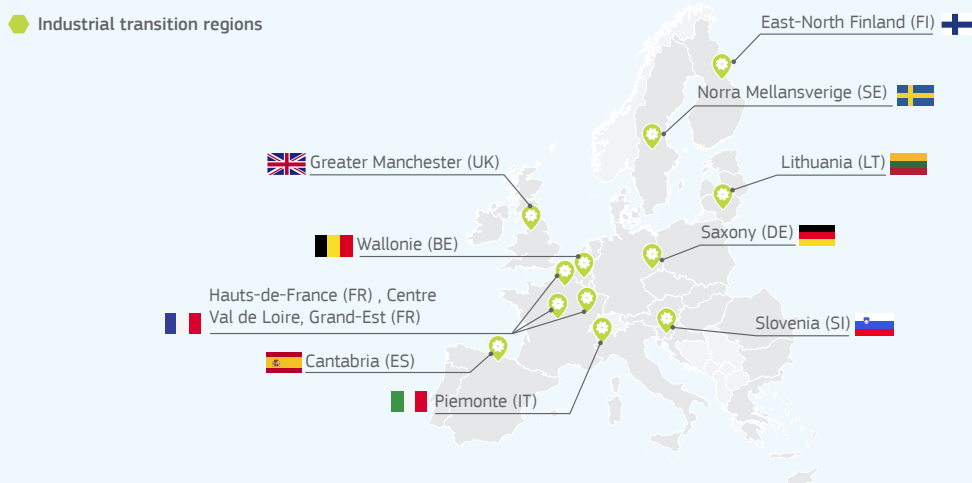 Industrial transition regions
East-North Finland (FI)
Norra Mellansverige (SE)
Greater Manchester (UK)
Lithuania (LT)
Wallonie (BE)
Saxony (DE)
Hauts-de-France (FR) , Centre
Val de Loire, Grand-Est (FR)
Slovenia (SI)
Cantabria (ES)
Piemonte (IT)